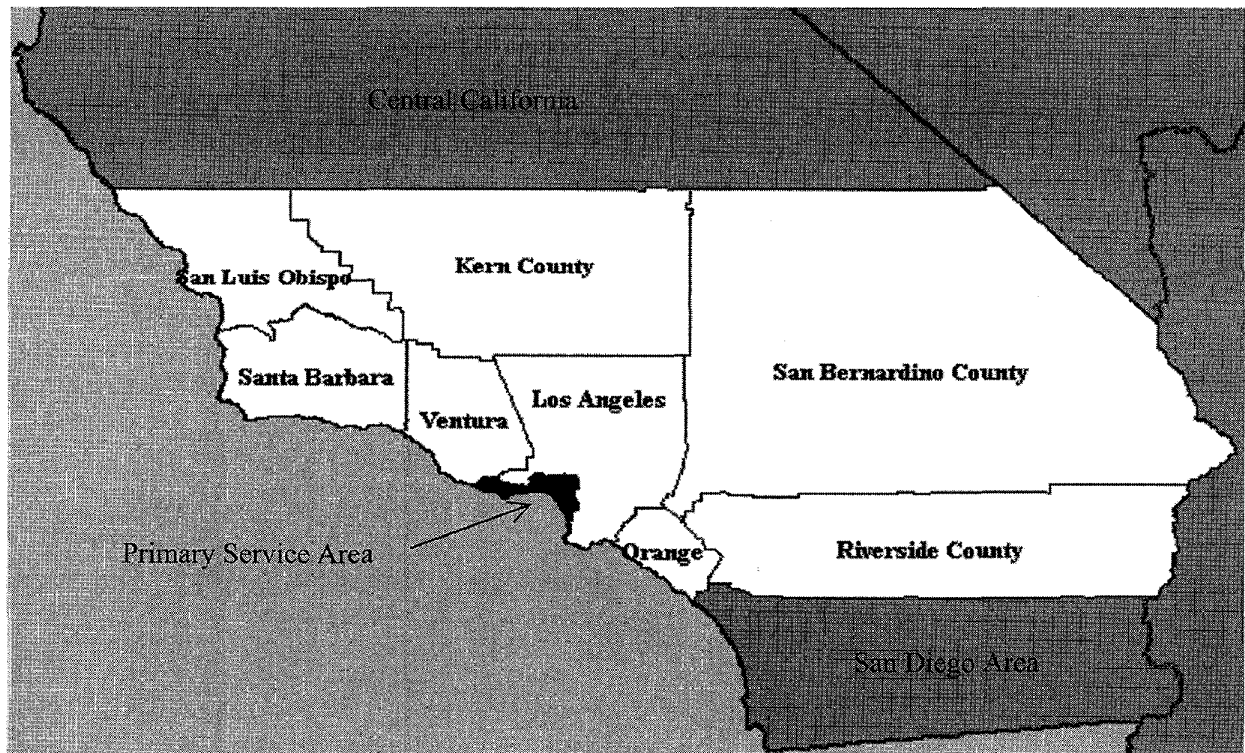 Central California
Kern County
San Luis Obispo
San Bernardino County
Santa Barbara
Los Angeles
Ventura
Primary Service Area
Orange
Riverside County
San Diego Area